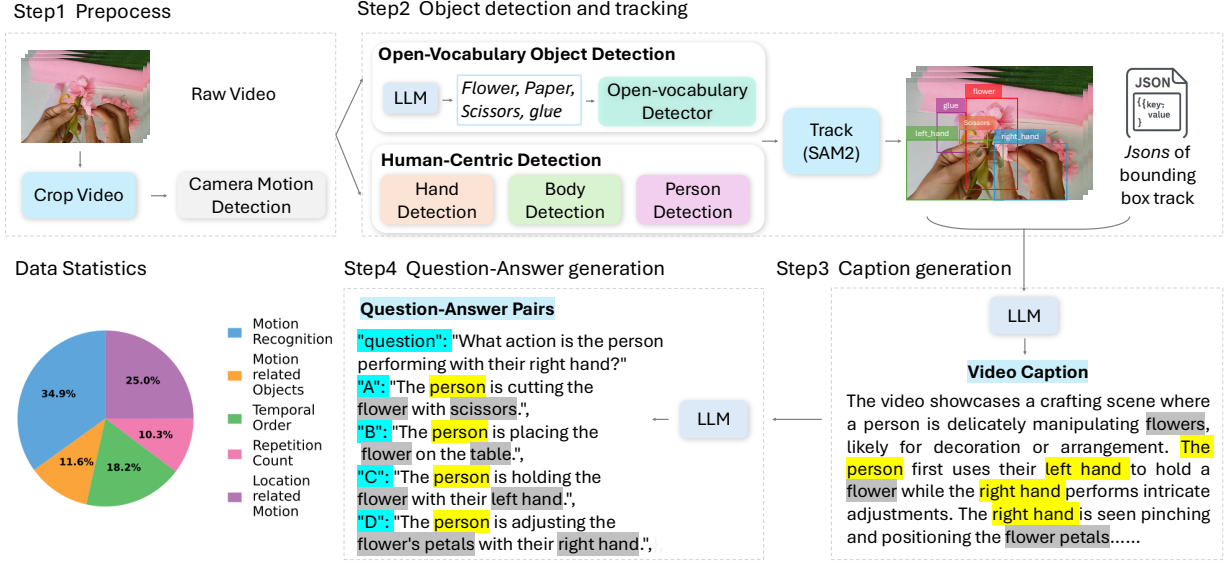 Step1 Prepocess
Raw Video
Crop Video
Camera Motion
Detection
Step2 Object detection and tracking
Open-Vocabulary Object Detection
LLM
Flower, Paper,
Scissors, glue
Open-vocabulary
Detector
Human-Centric Detection
Hand
Detection
Body
Detection
Person
Detection
Track
(SAM2)
flower
glue
Scissors
left_hand
right_hand
JSON
{{key:
value
}
Jsons of
bounding
box track
Step3 Caption generation
LLM
Video Caption
The video showcases a crafting scene where
a person is delicately manipulating flowers,
likely for decoration or arrangement. The
person first uses their left hand to hold a
flower while the right hand performs intricate
adjustments. The right hand is seen pinching
and positioning the flower petals......
Step4 Question-Answer generation
LLM
Question-Answer Pairs
"question": "What action is the person
performing with their right hand?"
"A": "The person is cutting the
flower with scissors.",
"B": "The person is placing the
flower on the table.",
"C": "The person is holding the
flower with their left hand.",
"D": "The person is adjusting the
flower's petals with their right hand.",
Data Statistics
34.9%
25.0%
10.3%
18.2%
11.6%
Motion
Recognition
Motion
related
Objects
Temporal
Order
Repetition
Count
Location
related
Motion